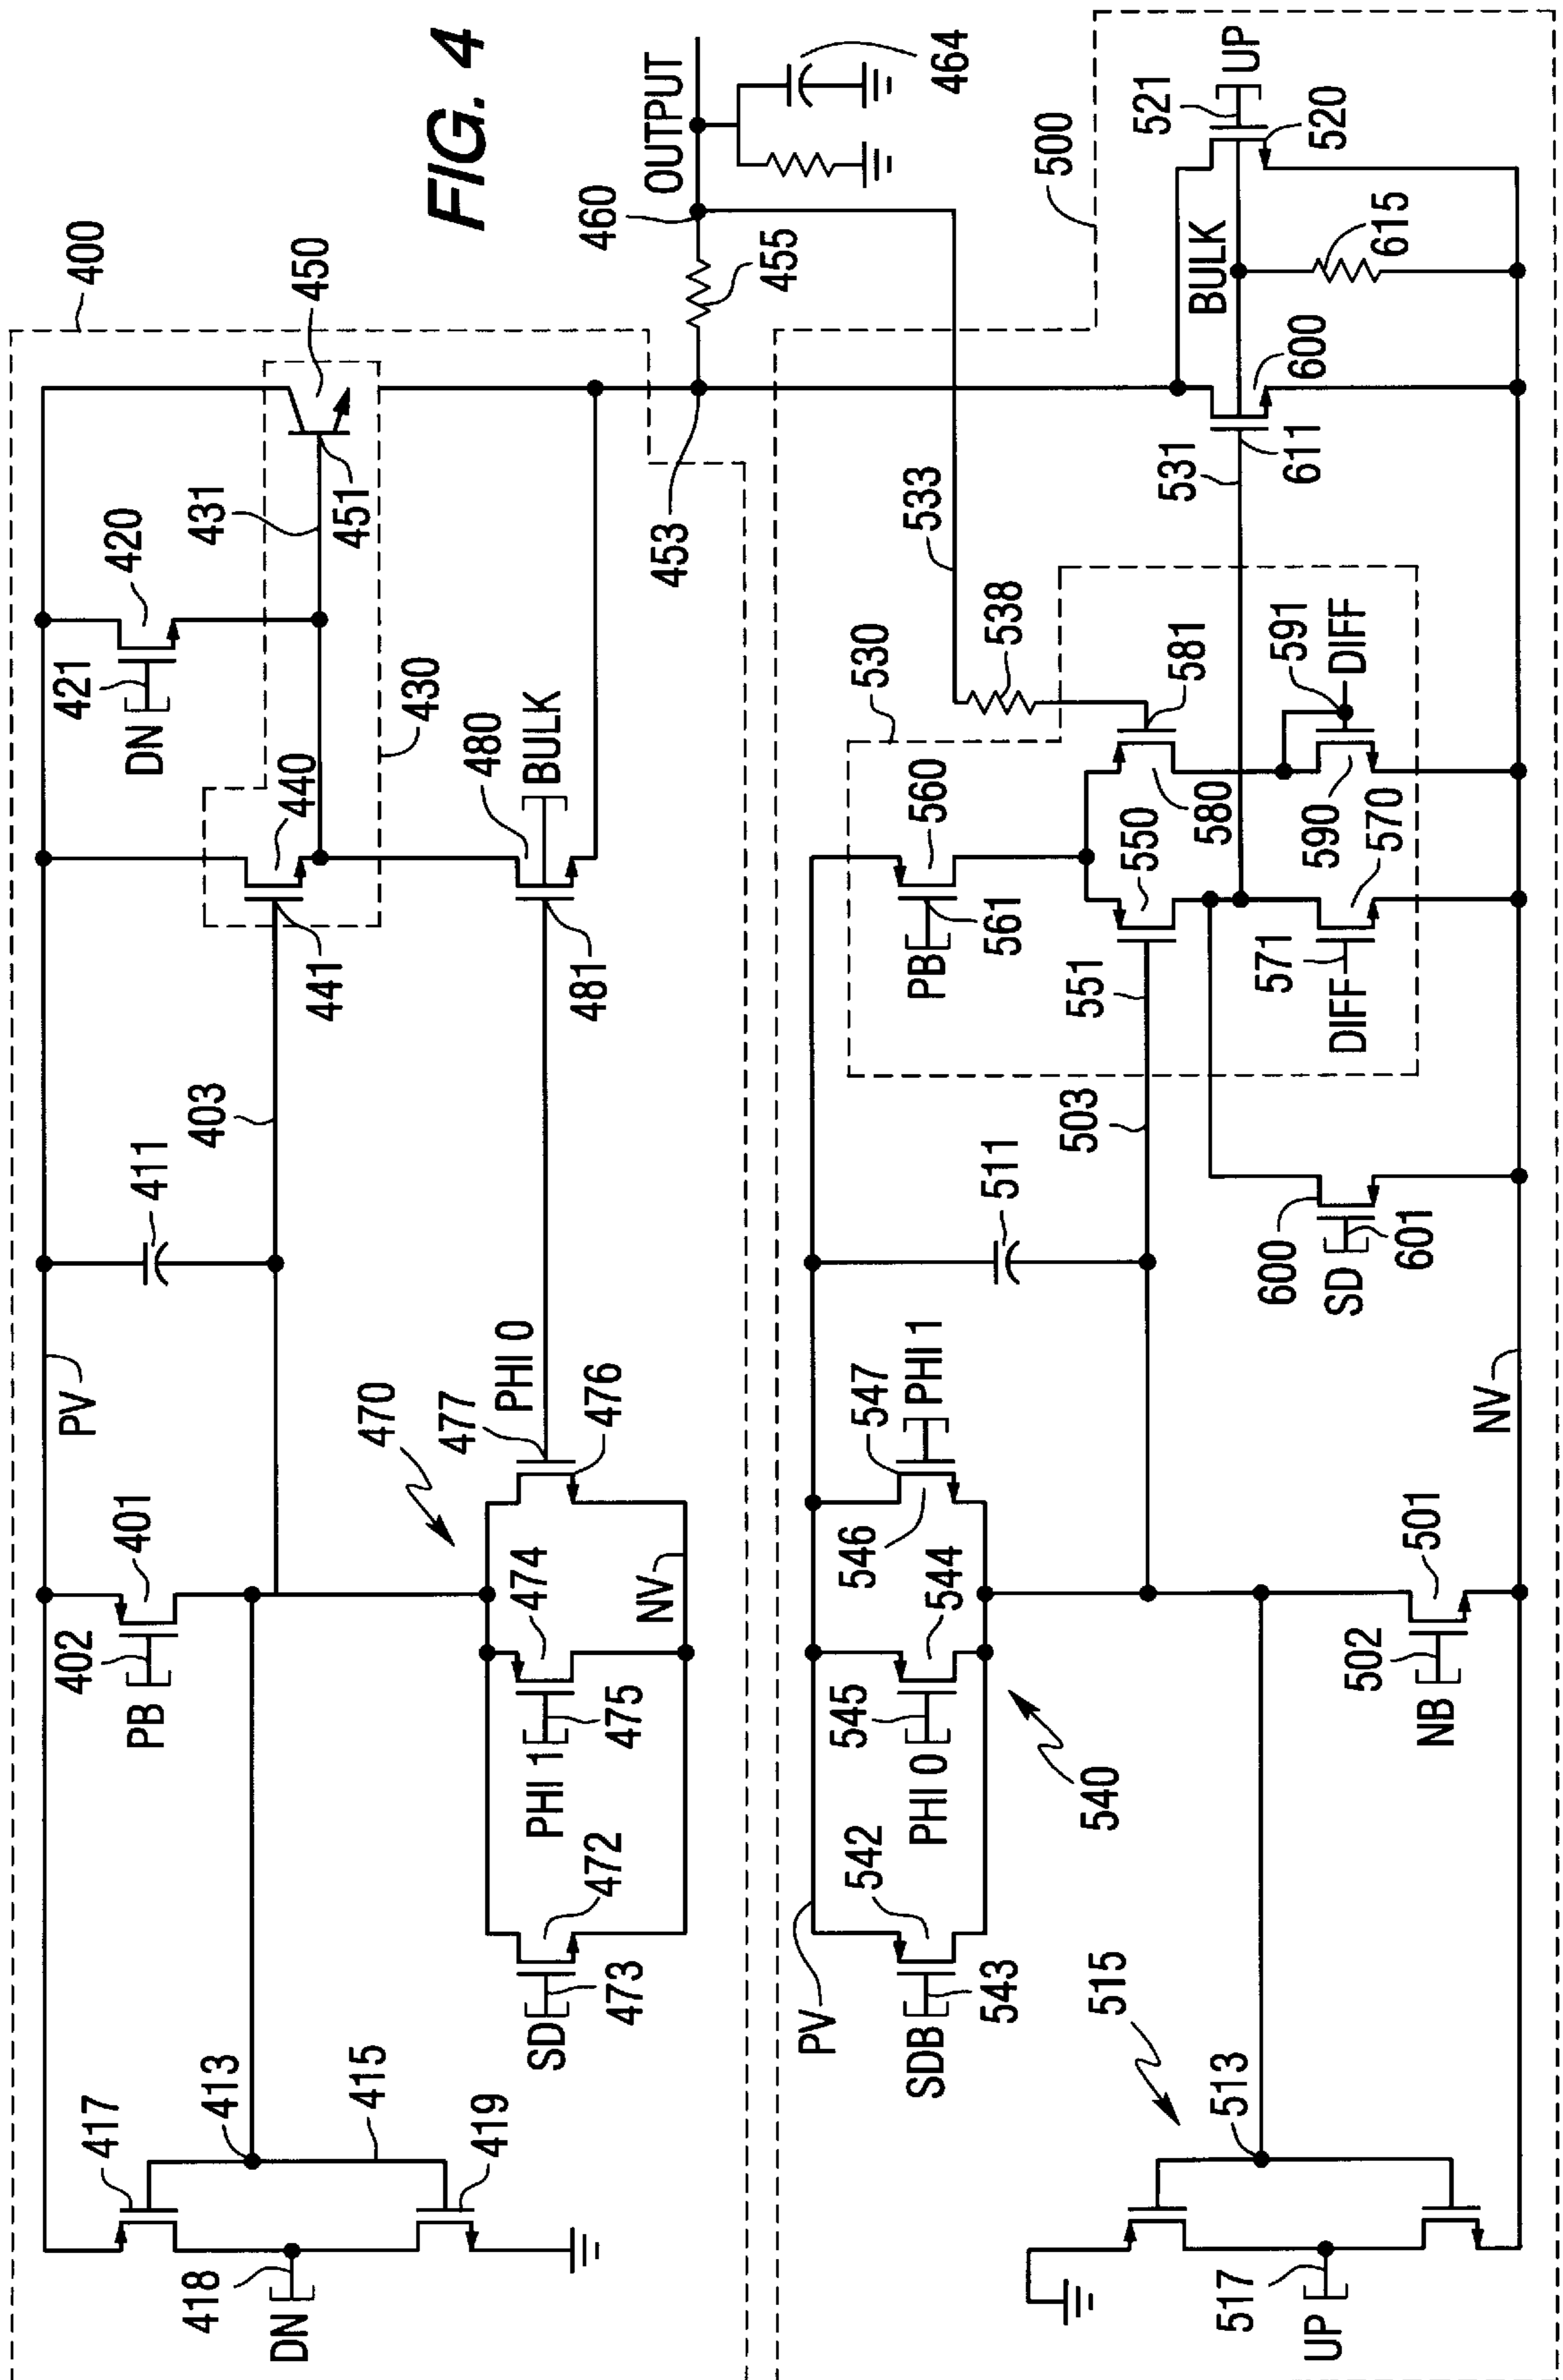 FIG. 4
400
450
PV
417
413
415
419
418
DN
402
401
PB
411
403
421
420
DN
431
451
440
441
430
470
477
PHI 0
476
474
475
PHI 1
472
473
SD
NV
480
481
BULK
453
455
460
OUTPUT
464
500
PV
542
543
SDB
544
545
PHI 0
546
547
PHI 1
540
511
503
530
533
538
560
561
PB
550
551
580
581
590
591
DIFF
570
571
DIFF
531
611
600
BULK
615
521
UP
520
600
601
SD
NV
501
502
NB
515
513
517
UP